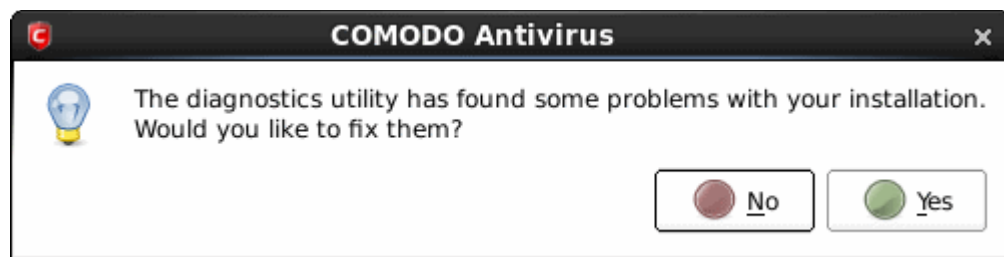 COMODO Antivirus
The diagnostics utility has found some problems with your installation.
Would you like to fix them?
No
Yes